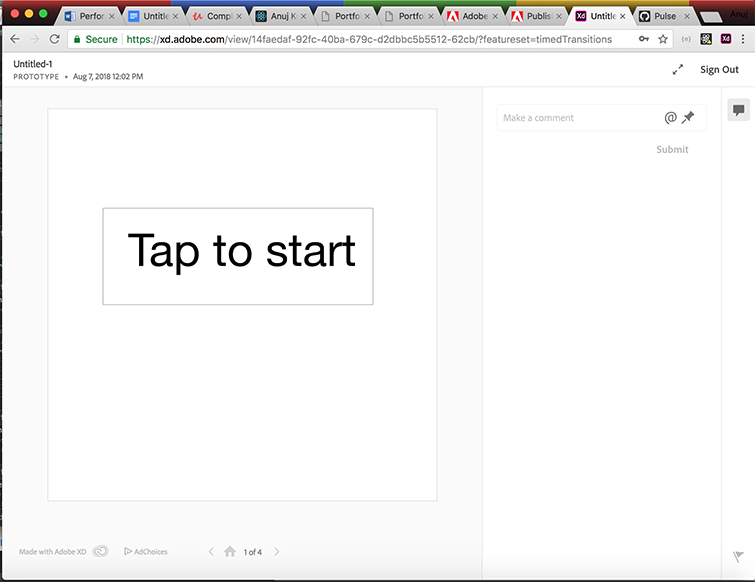 Perfor
Untitle
Compl
Anuj K
Portfo
Portfo
Adobe
Publis
Untitle
Pulse
Anuj
Secure
https://xd.adobe.com/view/14faedaf-92fc-40ba-679c-d2dbbc5b5512-62cb/?featureset=timedTransitions
Untitled-1
PROTOTYPE • Aug 7, 2018 12:02 PM
Sign Out
Make a comment
@
Submit
Tap to start
Made with Adobe XD
AdChoices
1 of 4